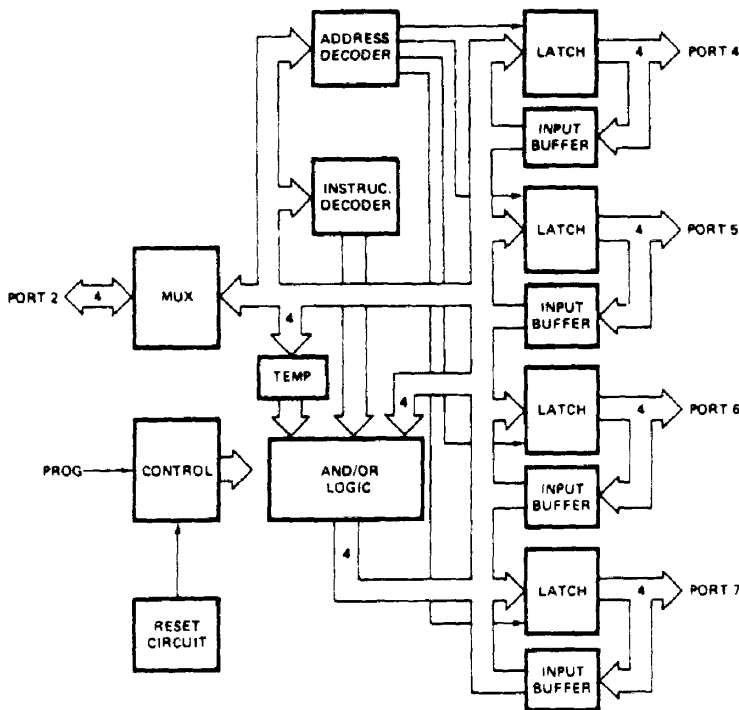 ADDRESS
DECODER
LATCH
4
PORT 4
INPUT
BUFFER
INSTRUC.
DECODER
LATCH
4
PORT 5
PORT 2
4
MUX
INPUT
BUFFER
4
TEMP
4
LATCH
4
PORT 6
PROG
CONTROL
AND/OR
LOGIC
INPUT
BUFFER
4
LATCH
4
PORT 7
RESET
CIRCUIT
INPUT
BUFFER